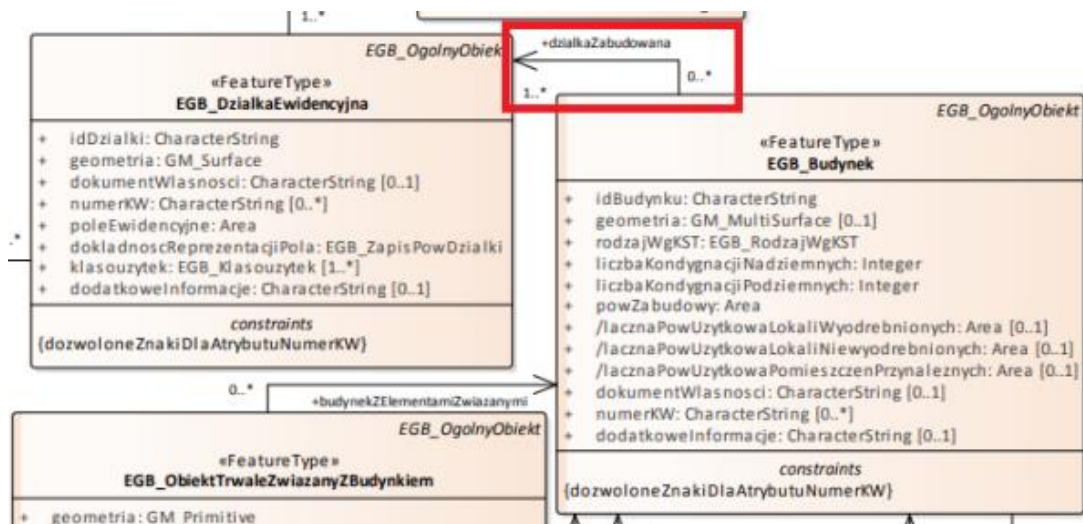 1..*
EGB_OgolnyObiek
«FeatureType»
EGB_DzialkaEwidencyjna
+ idDzialki: CharacterString
+ geometria: GM_Surface
+ dokumentWlasnosci: CharacterString [0..1]
+ numerKW: CharacterString [0..*]
+ poleEwidencyjne: Area
+ dokladnoscReprezentacjiPola: EGB_ZapisPowDzialki
+ klasouzytek: EGB_Klasouzytek [1..*]
+ dodatkoweInformacje: CharacterString [0..1]
constraints
{dozwoloneZnakiDlaAtrybutuNumerKW}
.*
+dzialkaZabudowana
0..*
1..*
EGB_OgolnyObiekt
«FeatureType»
EGB_Budynek
+ idBudynku: CharacterString
+ geometria: GM_MultiSurface [0..1]
+ rodzajWgKST: EGB_RodzajWgKST
+ liczbaKondygnacjiNadziemnych: Integer
+ liczbaKondygnacjiPodziemnych: Integer
+ powZabudowy: Area
+ /lacznaPowUzytkowaLokaliWyodrebnionych: Area [0..1]
+ /lacznaPowUzytkowaLokaliNiewyodrebnionych: Area [0..1]
+ /lacznaPowUzytkowaPomieszczenPrzynaleznych: Area [0..1]
+ dokumentWlasnosci: CharacterString [0..1]
+ numerKW: CharacterString [0..*]
+ dodatkoweInformacje: CharacterString [0..1]
constraints
{dozwoloneZnakiDlaAtrybutuNumerKW}
0..*
+budynekZElementamiZwiazanymi
EGB_OgolnyObiekt
«FeatureType»
EGB_ObiektTrwaleZwiazanyZBudynkiem
+ geometria: GM_Primitive